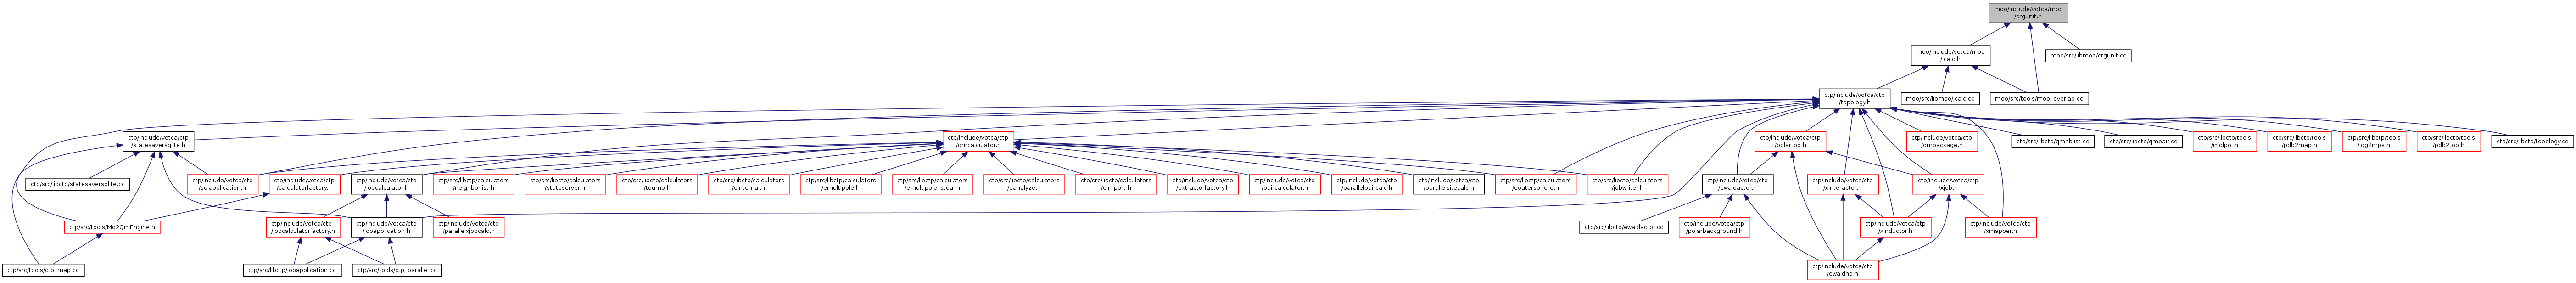 moo/include/votca/moo
/crgunit.h
moo/include/votca/moo
/jcalc.h
moo/src/libmoo/crgunit.cc
ctp/include/votca/ctp
/topology.h
moo/src/libmoo/jcalc.cc
moo/src/tools/moo_overlap.cc
ctp/include/votca/ctp
/statesaversqlite.h
ctp/include/votca/ctp
/qmcalculator.h
ctp/include/votca/ctp
/polartop.h
ctp/include/votca/ctp
/qmpackage.h
ctp/src/libctp/qmnblist.cc
ctp/src/libctp/qmpair.cc
ctp/src/libctp/tools
/molpol.h
ctp/src/libctp/tools
/pdb2map.h
ctp/src/libctp/tools
/log2mps.h
ctp/src/libctp/tools
/pdb2top.h
ctp/src/libctp/topology.cc
ctp/src/libctp/statesaversqlite.cc
ctp/include/votca/ctp
/sqlapplication.h
ctp/include/votca/ctp
/calculatorfactory.h
ctp/include/votca/ctp
/jobcalculator.h
ctp/src/libctp/calculators
/neighborlist.h
ctp/src/libctp/calculators
/stateserver.h
ctp/src/libctp/calculators
/tdump.h
ctp/src/libctp/calculators
/einternal.h
ctp/src/libctp/calculators
/emultipole.h
ctp/src/libctp/calculators
/emultipole_stdal.h
ctp/src/libctp/calculators
/eanalyze.h
ctp/src/libctp/calculators
/eimport.h
ctp/include/votca/ctp
/extractorfactory.h
ctp/include/votca/ctp
/paircalculator.h
ctp/include/votca/ctp
/parallelpaircalc.h
ctp/include/votca/ctp
/parallelsitecalc.h
ctp/src/libctp/calculators
/eoutersphere.h
ctp/src/libctp/calculators
/jobwriter.h
ctp/include/votca/ctp
/ewaldactor.h
ctp/include/votca/ctp
/xinteractor.h
ctp/include/votca/ctp
/xjob.h
ctp/src/tools/Md2QmEngine.h
ctp/include/votca/ctp
/jobcalculatorfactory.h
ctp/include/votca/ctp
/jobapplication.h
ctp/include/votca/ctp
/parallelxjobcalc.h
ctp/src/libctp/ewaldactor.cc
ctp/include/votca/ctp
/polarbackground.h
ctp/include/votca/ctp
/xinductor.h
ctp/include/votca/ctp
/xmapper.h
ctp/src/tools/ctp_map.cc
ctp/src/libctp/jobapplication.cc
ctp/src/tools/ctp_parallel.cc
ctp/include/votca/ctp
/ewaldnd.h